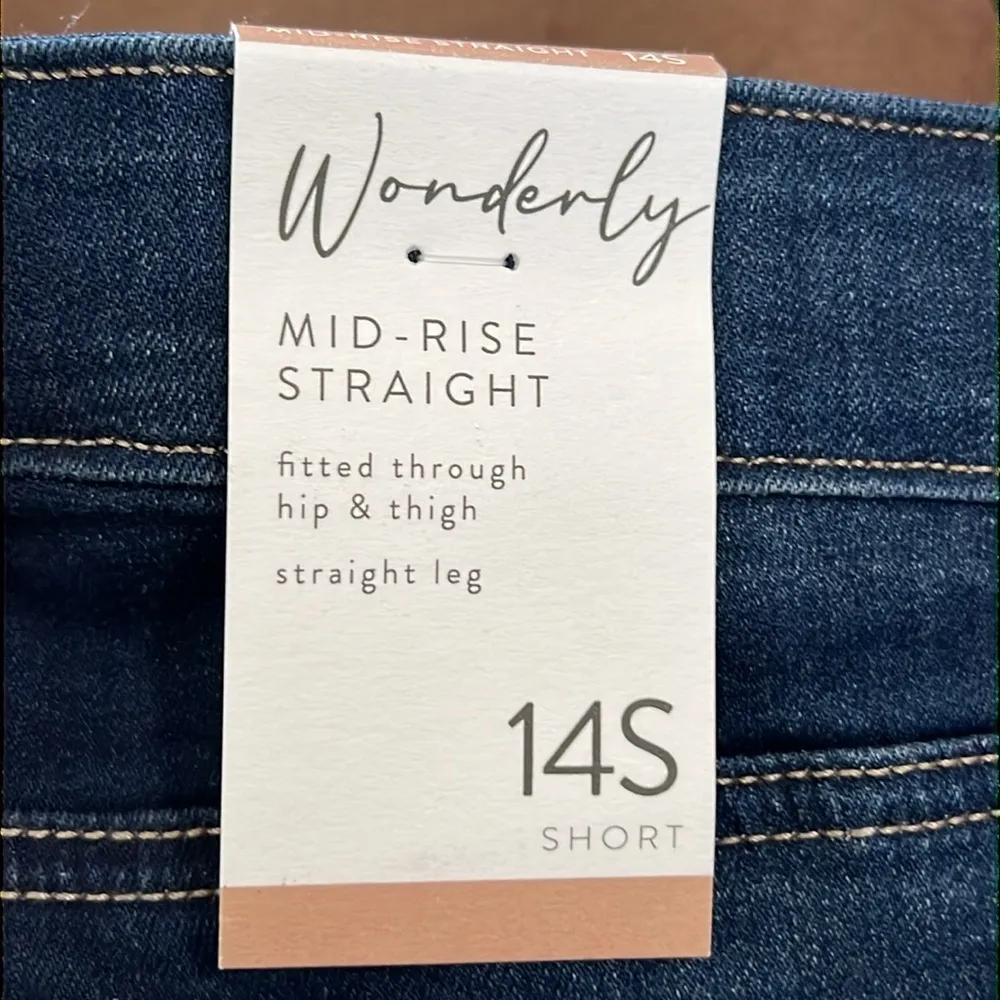 MID-RISE STRAIGHT 14S
Wonderly
MID-RISE
STRAIGHT
fitted through
hip & thigh
straight leg
14S
SHORT